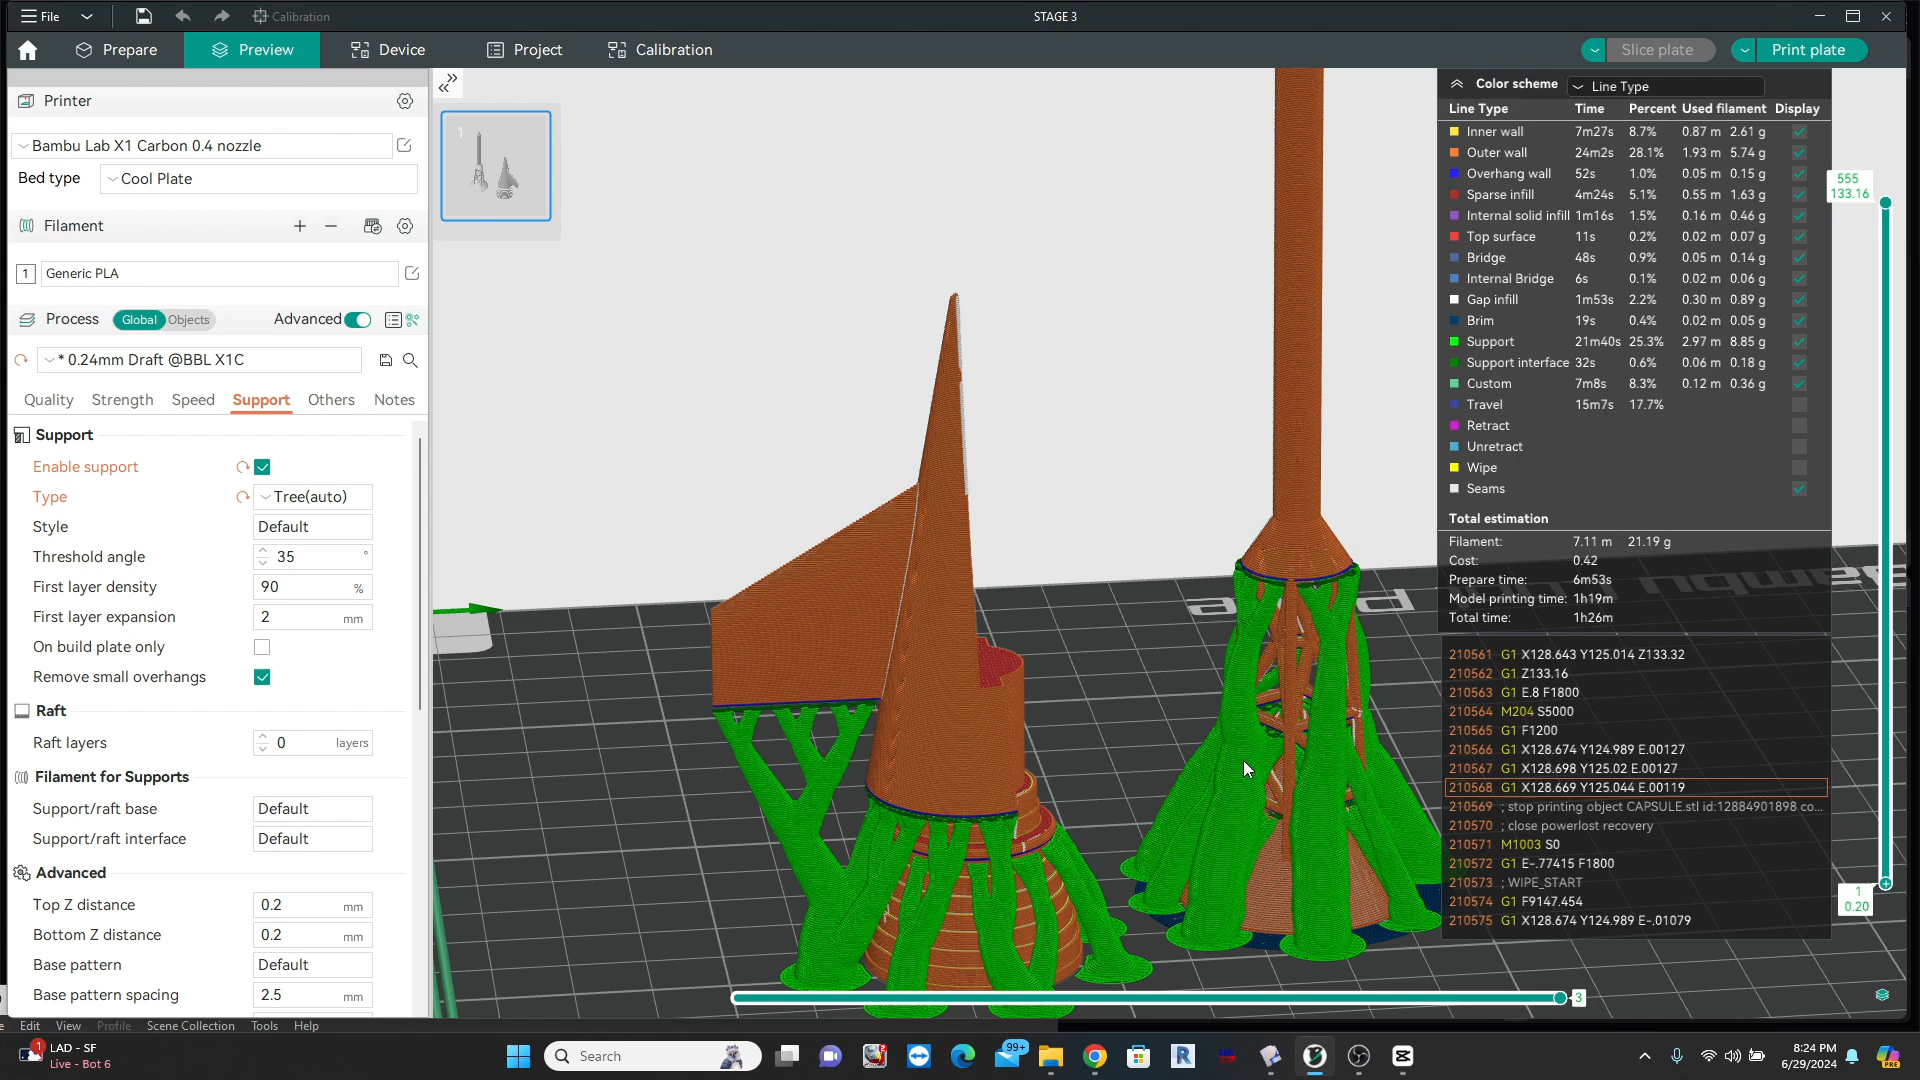 File
Calibration
STAGE 3
Prepare
Preview
Device
Project
Calibration
Slice plate
Print plate
Printer
Bambu Lab X1 Carbon 0.4 nozzle
Bed type
Cool Plate
Filament
1
Generic PLA
Process
Global
Objects
Advanced
* 0.24mm Draft @BBL X1C
Quality
Strength
Speed
Support
Others
Notes
Support
Enable support
Type
Tree(auto)
Style
Default
Threshold angle
35 °
First layer density
90 %
First layer expansion
2 mm
On build plate only
Remove small overhangs
Raft
Raft layers
0 layers
Filament for Supports
Support/raft base
Default
Support/raft interface
Default
Advanced
Top Z distance
0.2 mm
Bottom Z distance
0.2 mm
Base pattern
Default
Base pattern spacing
2.5 mm
1
Color scheme
Line Type
Line Type Time Percent Used filament Display
Inner wall 7m27s 8.7% 0.87 m 2.61 g
Outer wall 24m2s 28.1% 1.93 m 5.74 g
Overhang wall 52s 1.0% 0.05 m 0.15 g
Sparse infill 4m24s 5.1% 0.55 m 1.63 g
Internal solid infill 1m16s 1.5% 0.16 m 0.46 g
Top surface 11s 0.2% 0.02 m 0.07 g
Bridge 48s 0.9% 0.05 m 0.14 g
Internal Bridge 6s 0.1% 0.02 m 0.06 g
Gap infill 1m53s 2.2% 0.30 m 0.89 g
Brim 19s 0.4% 0.02 m 0.05 g
Support 21m40s 25.3% 2.97 m 8.85 g
Support interface 32s 0.6% 0.06 m 0.18 g
Custom 7m8s 8.3% 0.12 m 0.36 g
Travel 15m7s 17.7%
Retract
Unretract
Wipe
Seams
Total estimation
Filament: 7.11 m 21.19 g
Cost: 0.42
Prepare time: 6m53s
Model printing time: 1h19m
Total time: 1h26m
210561 G1 X128.643 Y125.014 Z133.32
210562 G1 Z133.16
210563 G1 E.8 F1800
210564 M204 S5000
210565 G1 F1200
210566 G1 X128.674 Y124.989 E.00127
210567 G1 X128.698 Y125.02 E.00127
210568 G1 X128.669 Y125.044 E.00119
210569 ; stop printing object CAPSULE.stl id:12884901898 co...
210570 ; close powerlost recovery
210571 M1003 S0
210572 G1 E-.77415 F1800
210573 ; WIPE_START
210574 G1 F9147.454
210575 G1 X128.674 Y124.989 E-.01079
555
133.16
1
0.20
3
Edit
View
Profile
Scene Collection
Tools
Help
1
LAD - SF
Live - Bot 6
Search
99+
8:24 PM
6/29/2024
PRE